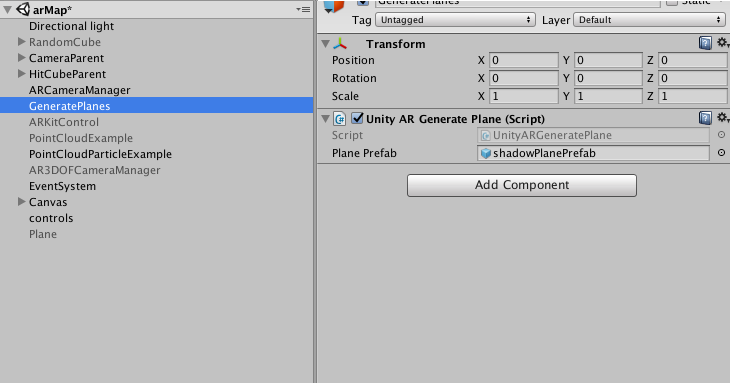 arMap*
Directional light
RandomCube
CameraParent
HitCubeParent
ARCameraManager
GeneratePlanes
ARKitControl
PointCloudExample
PointCloudParticleExample
AR3DOFCameraManager
EventSystem
Canvas
controls
Plane
GeneratePlanes Static
Tag Untagged Layer Default
Transform
Position X 0 Y 0 Z 0
Rotation X 0 Y 0 Z 0
Scale X 1 Y 1 Z 1
Unity AR Generate Plane (Script)
Script UnityARGeneratePlane
Plane Prefab shadowPlanePrefab
Add Component